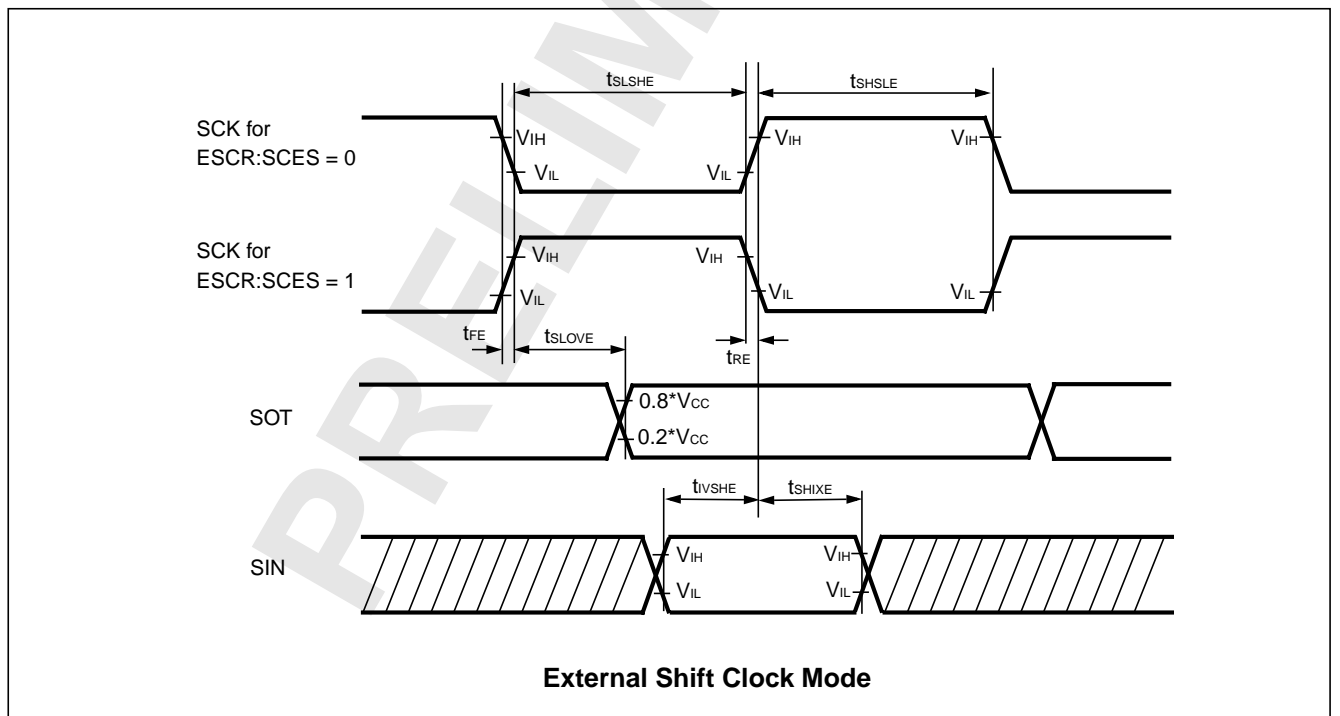 PRELIM
tSLSHE
tSHSLE
SCK for
ESCR:SCES = 0
VIH
VIH
VIH
VIL
VIL
SCK for
ESCR:SCES = 1
VIH
VIH
VIL
VIL
VIL
tFE
tSLOVE
tRE
SOT
0.8*VCC
0.2*VCC
tIVSHE
tSHIXE
SIN
VIH
VIH
VIL
VIL
External Shift Clock Mode